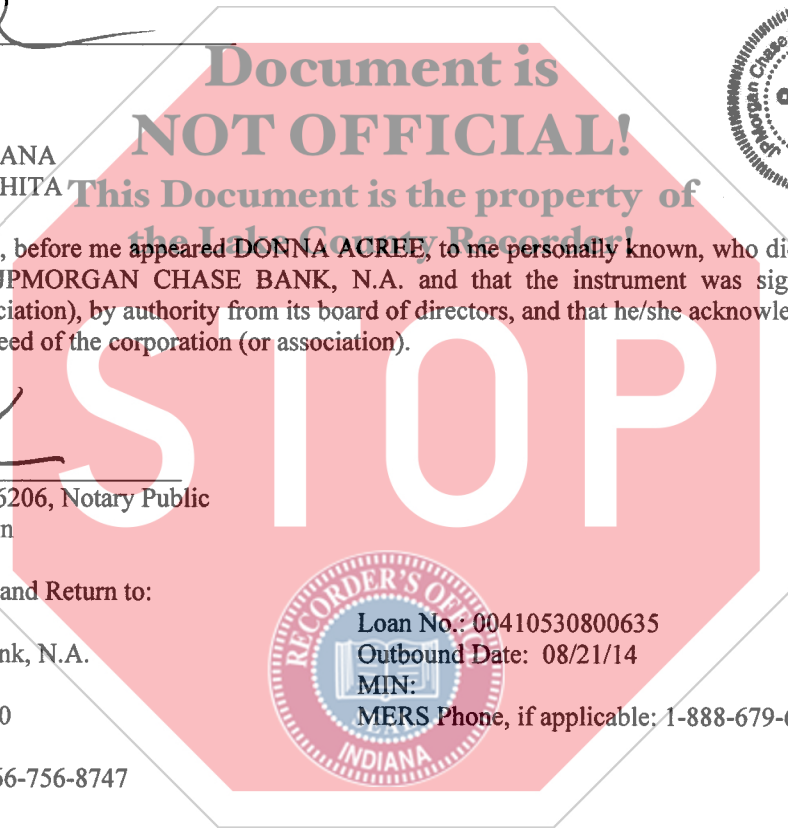 Document is
NOT OFFICIAL!
ANA
HITA
This Document is the property of
the Lake County Recorder!
, before me appeared DONNA ACREE, to me personally known, who di
JPMORGAN CHASE BANK, N.A. and that the instrument was sig
ciation), by authority from its board of directors, and that he/she acknowle
eed of the corporation (or association).
STOP
6206, Notary Public
n
and Return to:
Loan No.: 00410530800635
nk, N.A.
Outbound Date: 08/21/14
MIN:
0
MERS Phone, if applicable: 1-888-679-
66-756-8747
RECORDER'S OFFICE
SEAL
INDIANA
JPMorgan Chase